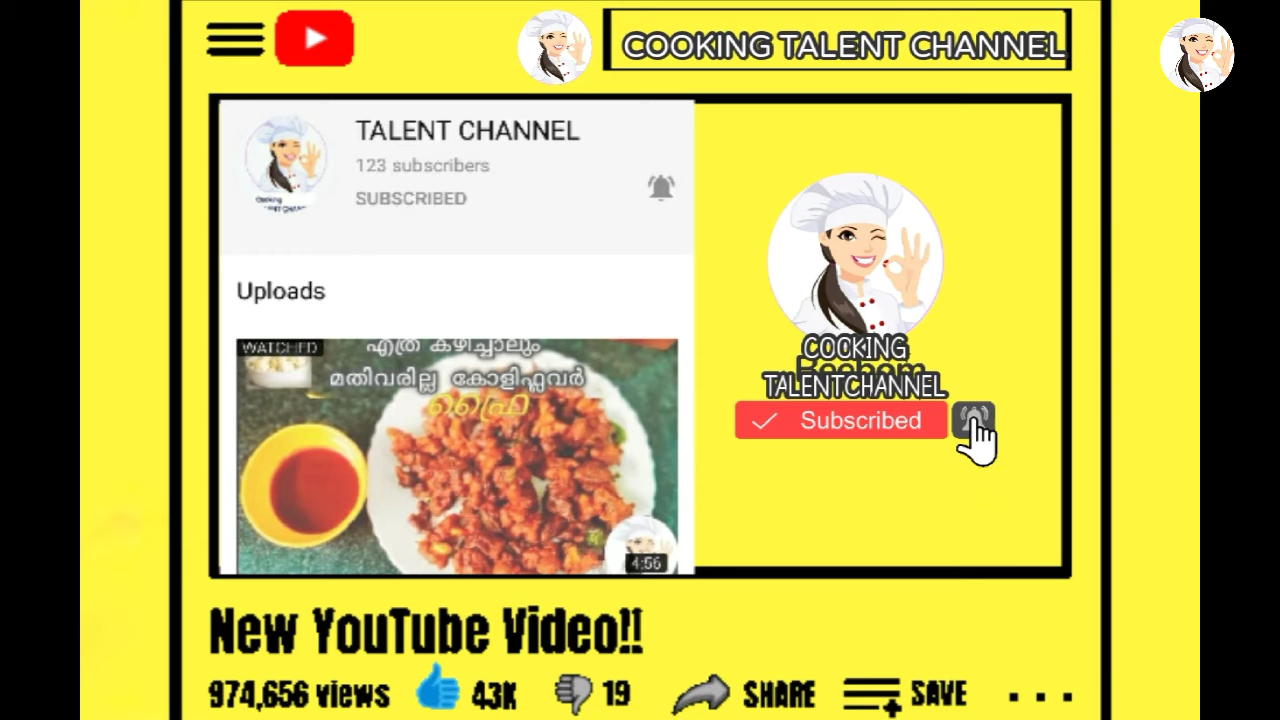 COOKING TALENT CHANNEL
TALENT CHANNEL
123 subscribers
SUBSCRIBED
Uploads
WATCHED
എത്ര കഴിച്ചാലും
മതിവരില്ല കോളിഫ്ലവർ
ഫ്രൈ
4:56
COOKING
TALENTCHANNEL
Subscribed
New YouTube Video!!
974,656 views 43K 19 SHARE SAVE ...